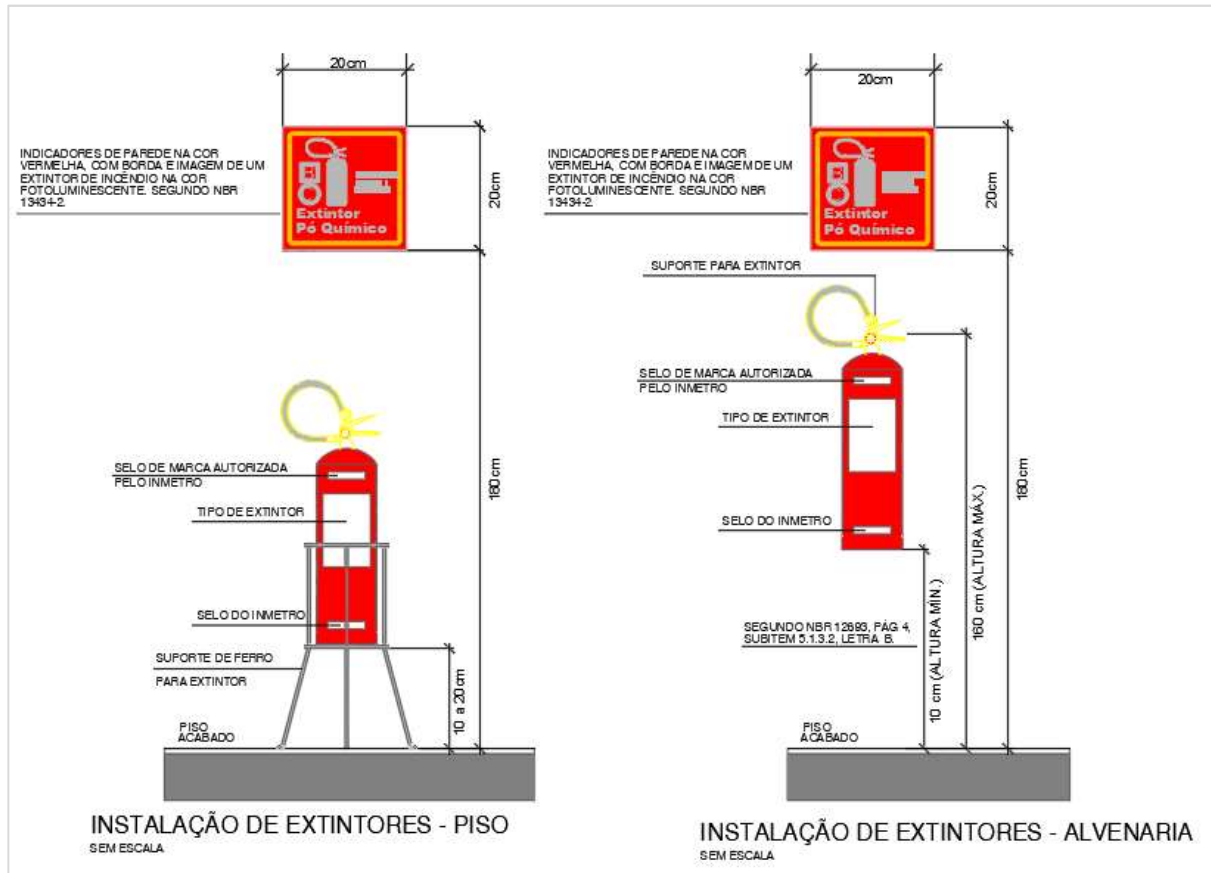 20cm
INDICADORES DE PAREDE NA COR
VERMELHA, COM BORDA E IMAGEM DE UM
EXTINTOR DE INCÊNDIO NA COR
FOTOLUMINESCENTE. SEGUNDO NBR
13434-2.
Extintor
Pó Químico
20cm
SELO DE MARCA AUTORIZADA
PELO INMETRO
TIPO DE EXTINTOR
SELO DO INMETRO
SUPORTE DE FERRO
PARA EXTINTOR
10 a 20cm
180cm
PISO
ACABADO
INSTALAÇÃO DE EXTINTORES - PISO
SEM ESCALA
20cm
INDICADORES DE PAREDE NA COR
VERMELHA, COM BORDA E IMAGEM DE UM
EXTINTOR DE INCÊNDIO NA COR
FOTOLUMINESCENTE. SEGUNDO NBR
13434-2.
Extintor
Pó Químico
20cm
SUPORTE PARA EXTINTOR
SELO DE MARCA AUTORIZADA
PELO INMETRO
TIPO DE EXTINTOR
SELO DO INMETRO
SEGUNDO NBR 12693, PÁG 4,
SUBITEM 5.1.3.2, LETRA B.
10 cm (ALTURA MÍN.)
160 cm (ALTURA MÁX.)
180cm
PISO
ACABADO
INSTALAÇÃO DE EXTINTORES - ALVENARIA
SEM ESCALA